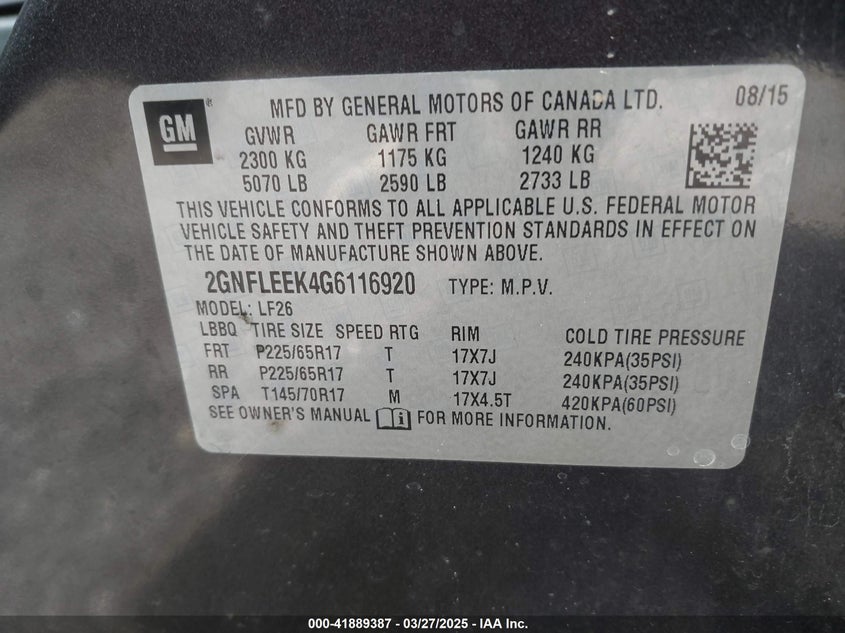 GM ® MFD BY GENERAL MOTORS OF CANADA LTD. 08/15
GVWR GAWR FRT GAWR RR
2300 KG 1175 KG 1240 KG
5070 LB 2590 LB 2733 LB
THIS VEHICLE CONFORMS TO ALL APPLICABLE U.S. FEDERAL MOTOR
VEHICLE SAFETY AND THEFT PREVENTION STANDARDS IN EFFECT ON
THE DATE OF MANUFACTURE SHOWN ABOVE.
2GNFLEEK4G6116920 TYPE: M.P.V.
MODEL: LF26
LBBQ TIRE SIZE SPEED RTG RIM COLD TIRE PRESSURE
FRT P225/65R17 T 17X7J 240KPA(35PSI)
RR P225/65R17 T 17X7J 240KPA(35PSI)
SPA T145/70R17 M 17X4.5T 420KPA(60PSI)
SEE OWNER'S MANUAL i FOR MORE INFORMATION.
000-41889387 - 03/27/2025 - IAA Inc.